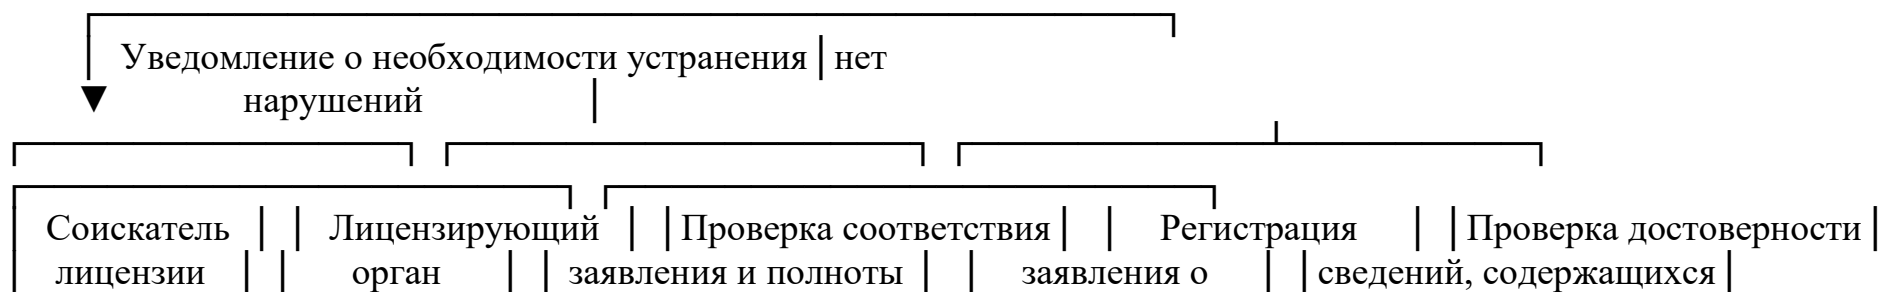 Уведомление о необходимости устранения│нет
▼ нарушений │
│ Соискатель │ │ Лицензирующий │ │Проверка соответствия│ │ Регистрация │ │Проверка достоверности│
│ лицензии │ │ орган │ │ заявления и полноты │ │ заявления о │ │сведений, содержащихся│